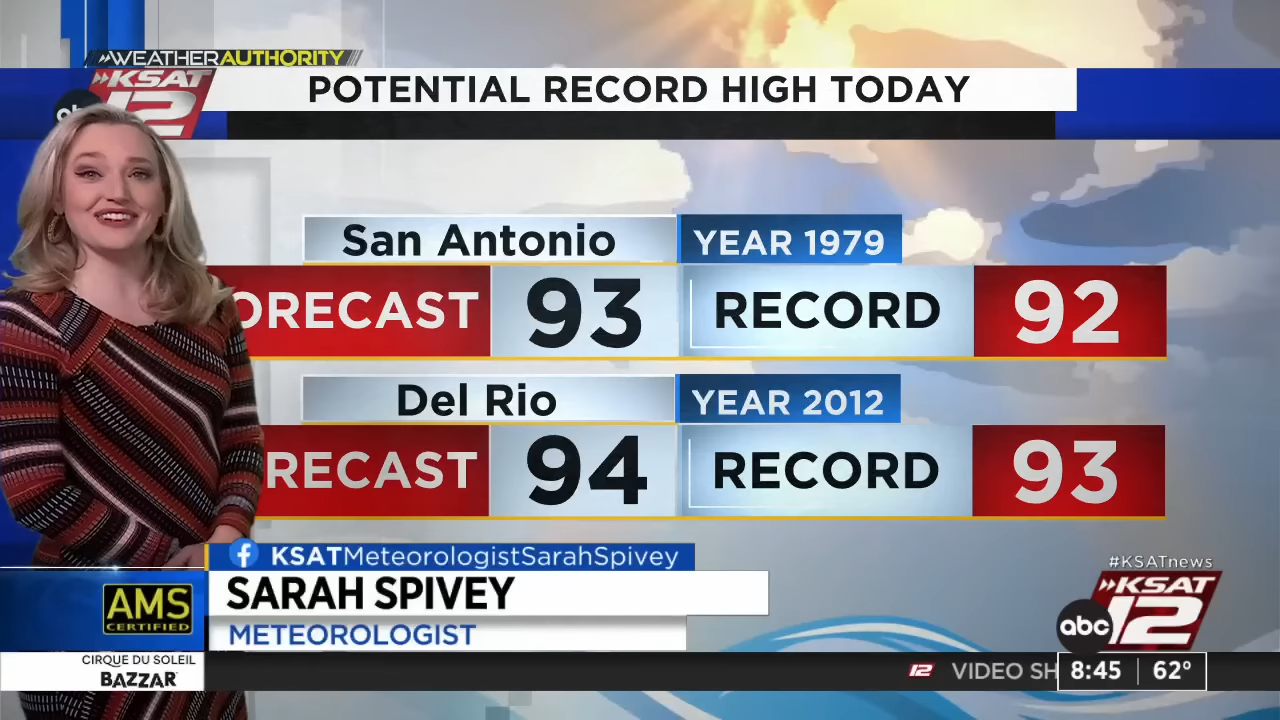 WEATHERAUTHORITY
KSAT
12
POTENTIAL RECORD HIGH TODAY
San Antonio
YEAR 1979
ORECAST
93
RECORD
92
Del Rio
YEAR 2012
RECAST
94
RECORD
93
KSATMeteorologistSarahSpivey
SARAH SPIVEY
METEOROLOGIST
AMS
CERTIFIED
CIRQUE DU SOLEIL
BAZZAR
#KSATnews
KSAT
abc
12
12
VIDEO SH
8:45
62°